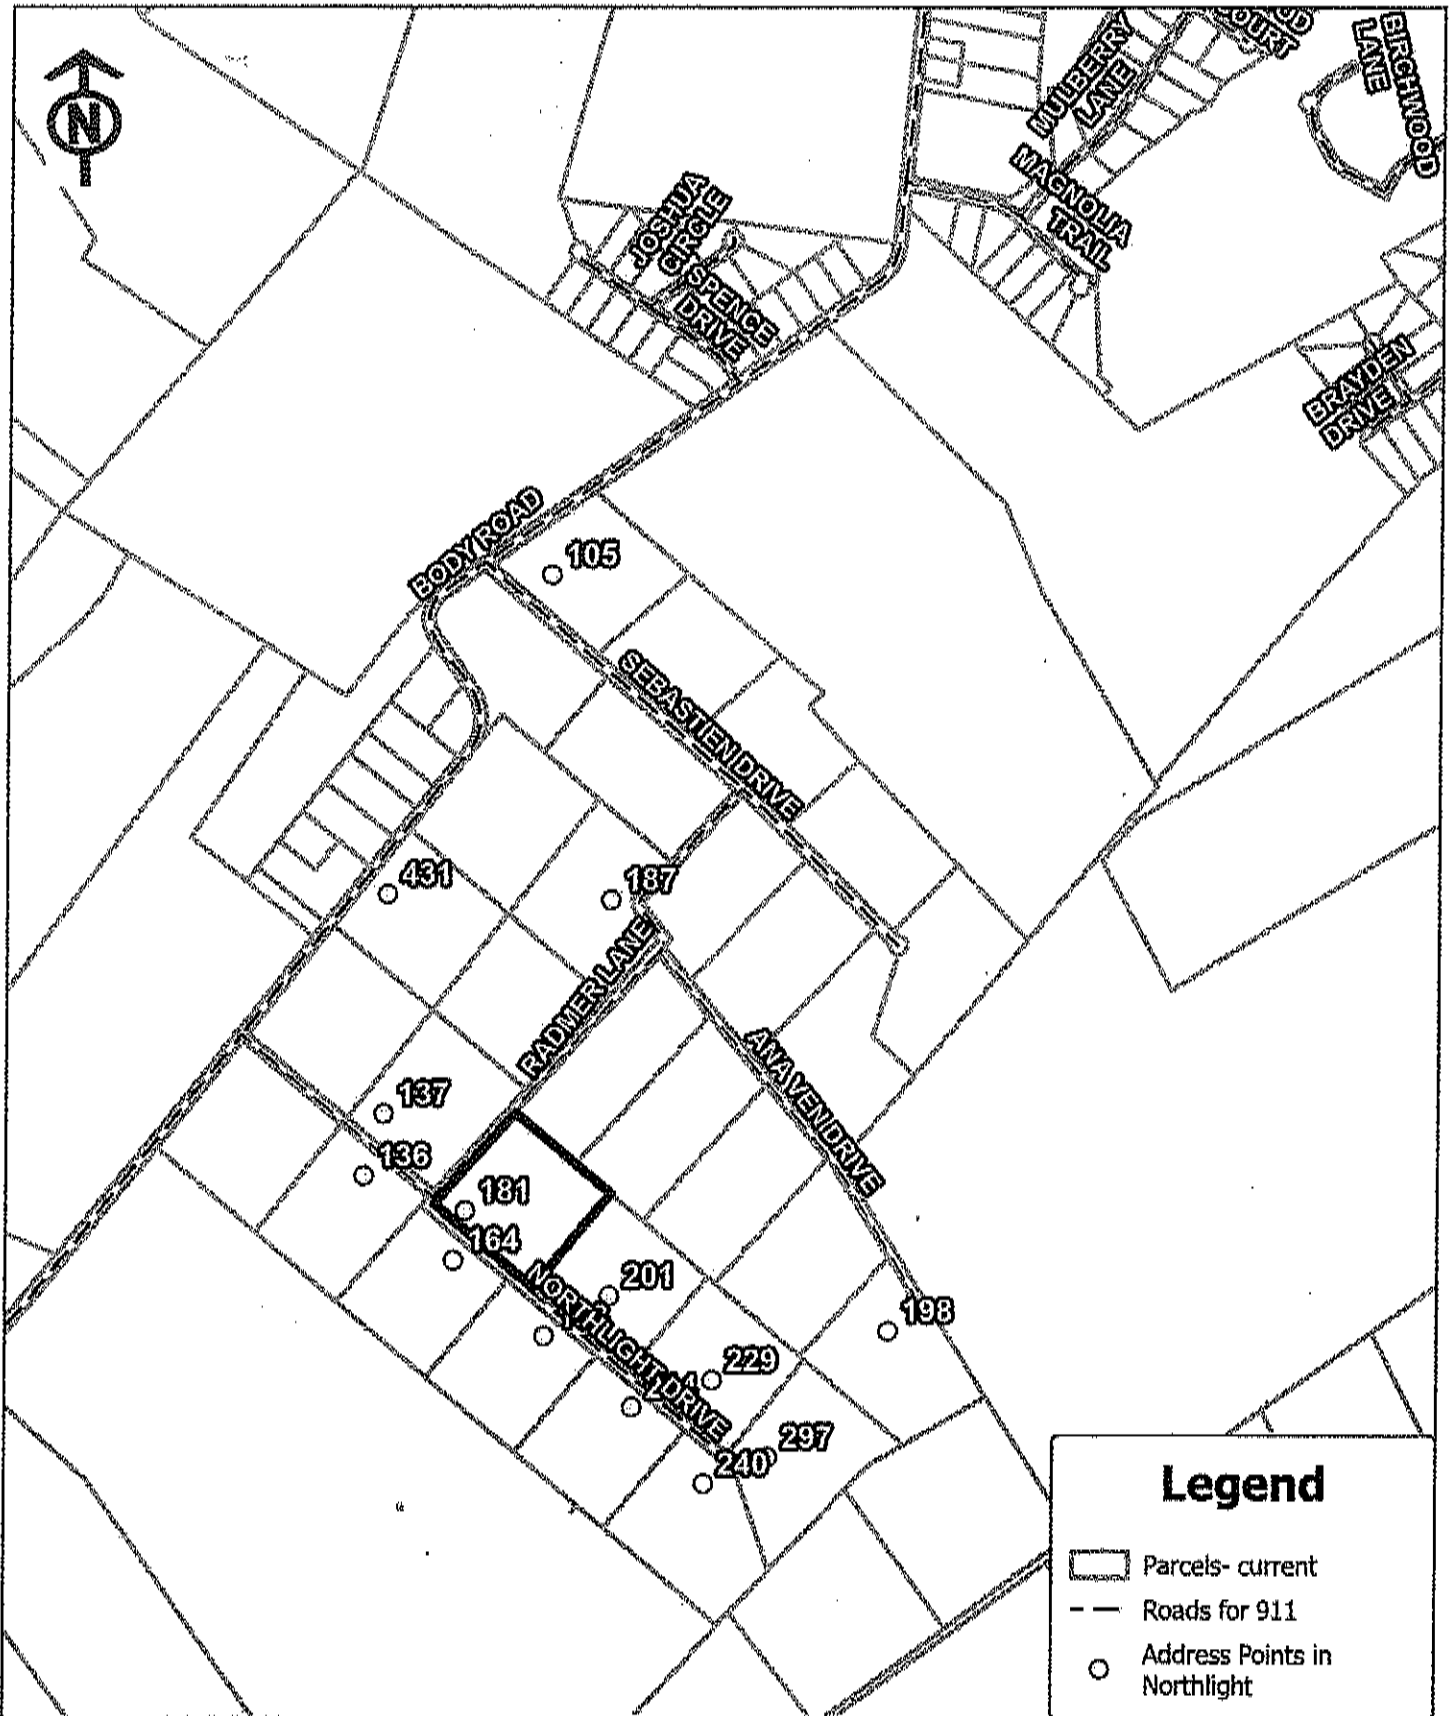 N
MULBERRY
LANE
COURT
BIRCHWOOD
LANE
MAGNOLIA
TRAIL
JOSHUA
CIRCLE
SPENCE
DRIVE
BRAYDEN
DRIVE
BODY ROAD
105
SEBASTIEN DRIVE
431
187
RADMER LANE
ANAVEN DRIVE
137
136
181
164
201
NORTHLIGHT DRIVE
198
229
297
240
Legend
Parcels- current
Roads for 911
Address Points in
Northlight